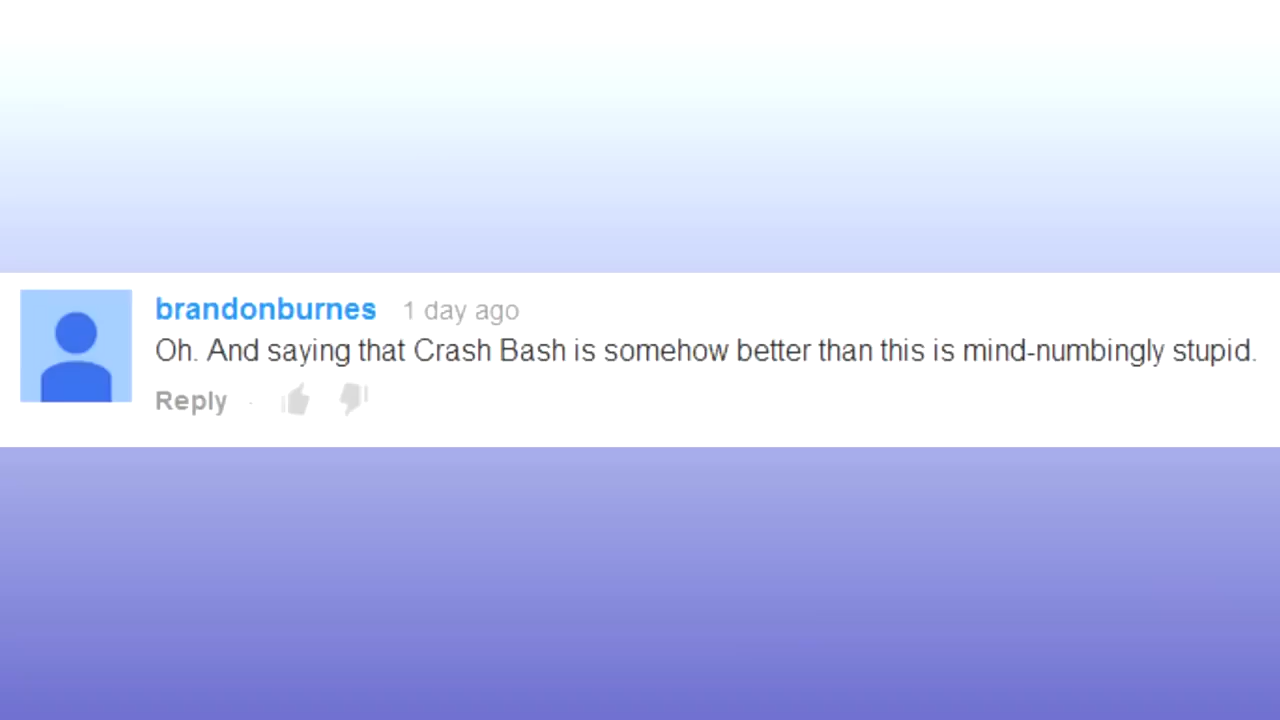 brandonburnes 1 day ago
Oh. And saying that Crash Bash is somehow better than this is mind-numbingly stupid.
Reply ·